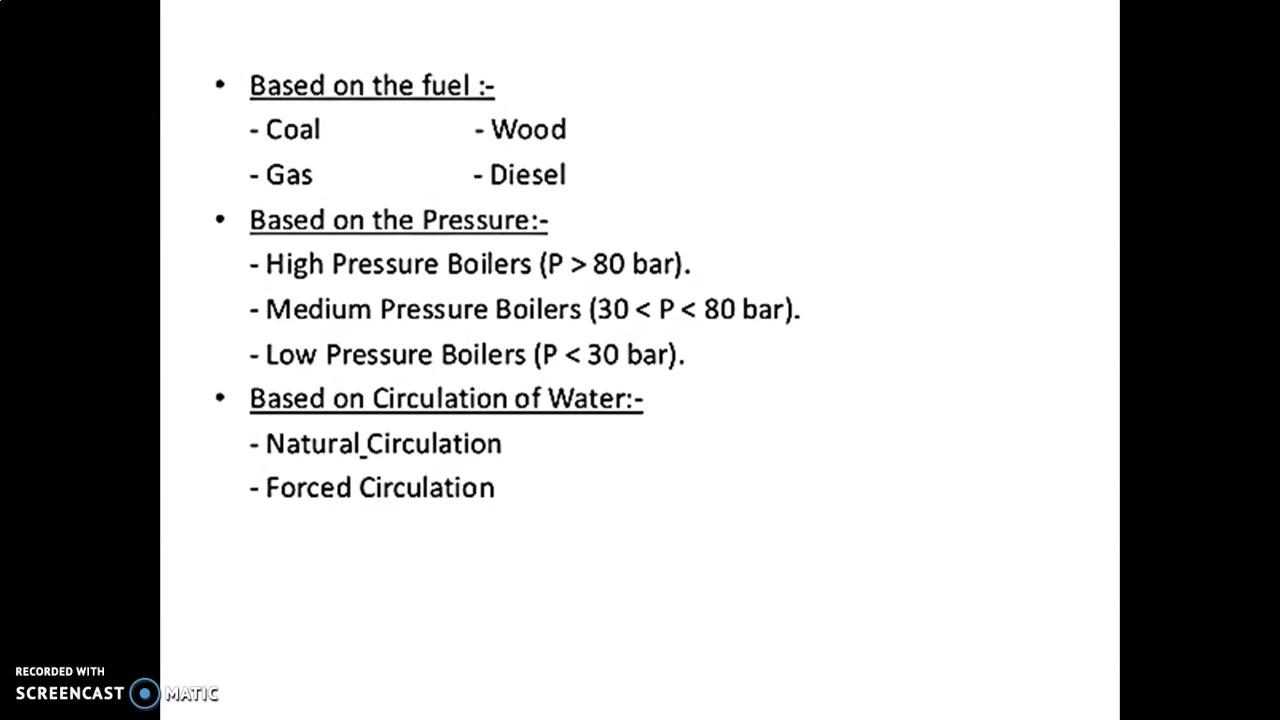 • Based on the fuel :-
- Coal - Wood
- Gas - Diesel
• Based on the Pressure:-
- High Pressure Boilers (P > 80 bar).
- Medium Pressure Boilers (30 < P < 80 bar).
- Low Pressure Boilers (P < 30 bar).
• Based on Circulation of Water:-
- Natural Circulation
- Forced Circulation
RECORDED WITH
SCREENCAST MATIC